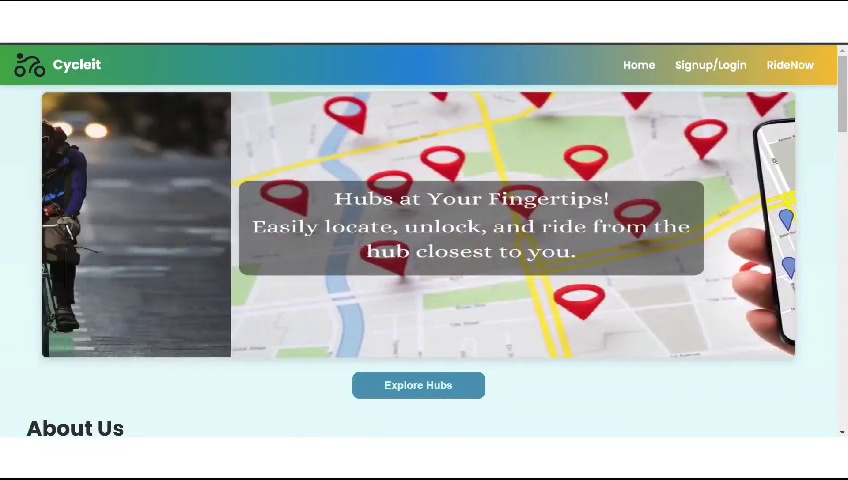 Cycleit
Home Signup/Login RideNow
Hubs at Your Fingertips!
Easily locate, unlock, and ride from the
hub closest to you.
Explore Hubs
About Us